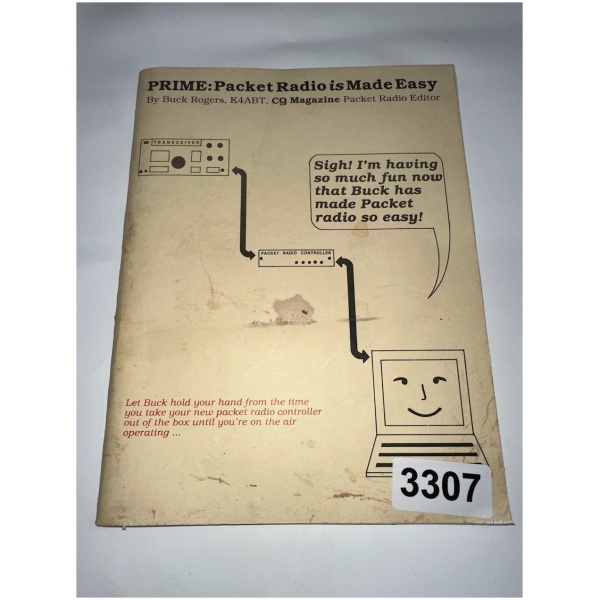 PRIME: Packet Radio is Made Easy
By Buck Rogers, K4ABT, CQ Magazine Packet Radio Editor
TRANSCEIVER
Sigh! I'm having
so much fun now
that Buck has
made Packet
radio so easy!
PACKET RADIO CONTROLLER
Let Buck hold your hand from the time
you take your new packet radio controller
out of the box until you're on the air
operating ...
3307